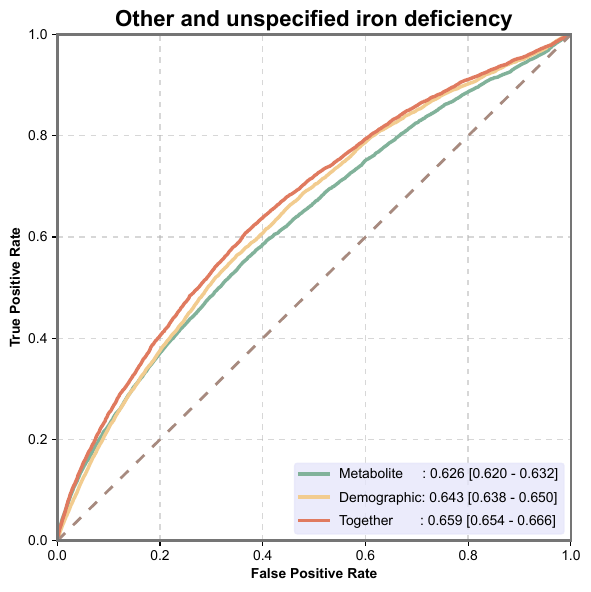 Other and unspecified iron deficiency
True Positive Rate
1.0
0.8
0.6
0.4
0.2
0.0
Metabolite : 0.626 [0.620 - 0.632]
Demographic: 0.643 [0.638 - 0.650]
Together : 0.659 [0.654 - 0.666]
0.0 0.2 0.4 0.6 0.8 1.0
False Positive Rate